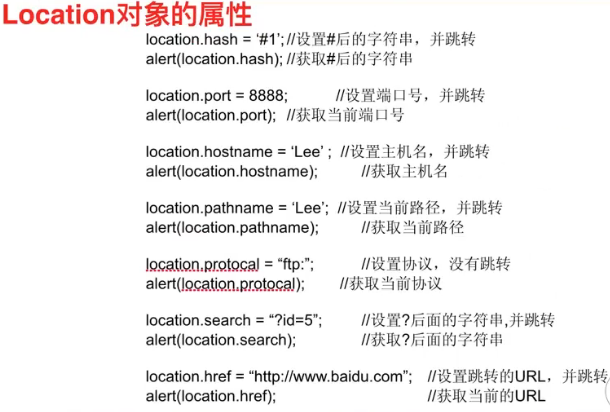 Location对象的属性
location.hash = ‘#1’; //设置#后的字符串，并跳转
alert(location.hash); //获取#后的字符串
location.port = 8888; //设置端口号，并跳转
alert(location.port); //获取当前端口号
location.hostname = ‘Lee’ ; //设置主机名，并跳转
alert(location.hostname); //获取主机名
location.pathname = ‘Lee’; //设置当前路径，并跳转
alert(location.pathname); //获取当前路径
location.protocal = “ftp:”; //设置协议，没有跳转
alert(location.protocal); //获取当前协议
location.search = “?id=5”; //设置?后面的字符串,并跳转
alert(location.search); //获取?后面的字符串
location.href = “http://www.baidu.com”; //设置跳转的URL，并跳转
alert(location.href); //获取当前的URL